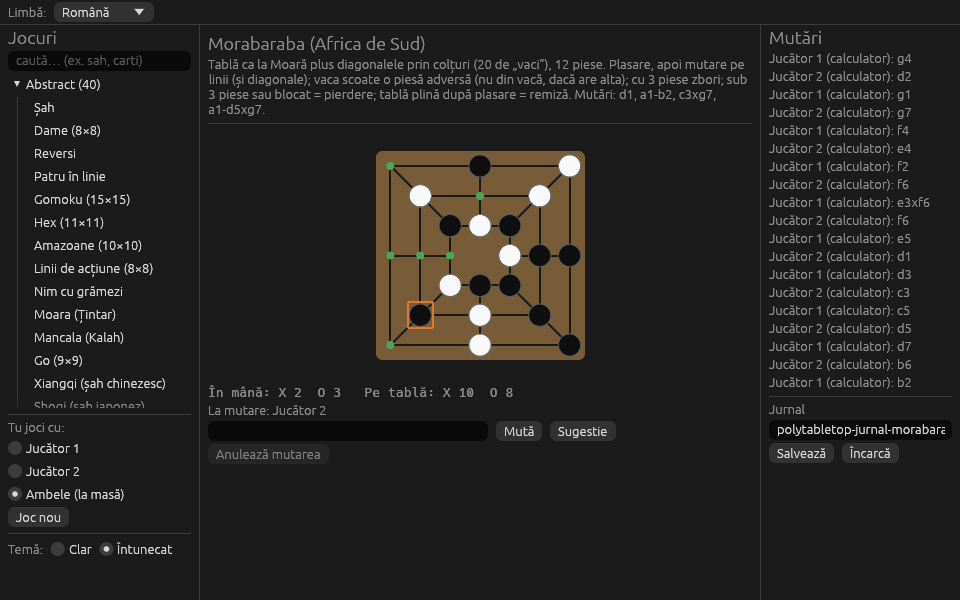 Limbă: Română
Jocuri
caută... (ex. sah, carti)
Abstract (40)
Șah
Dame (8×8)
Reversi
Patru în linie
Gomoku (15×15)
Hex (11×11)
Amazoane (10×10)
Linii de acțiune (8×8)
Nim cu grămezi
Moara (Țintar)
Mancala (Kalah)
Go (9×9)
Xiangqi (șah chinezesc)
Shogi (șah japonez)
Tu joci cu:
Jucător 1
Jucător 2
Ambele (la masă)
Joc nou
Temă: Clar Întunecat
Morabaraba (Africa de Sud)
Tablă ca la Moară plus diagonalele prin colțuri (20 de „vaci”), 12 piese. Plasare, apoi mutare pe
linii (și diagonale); vaca scoate o piesă adversă (nu din vacă, dacă are alta); cu 3 piese zbori; sub
3 piese sau blocat = pierdere; tablă plină după plasare = remiză. Mutări: d1, a1-b2, c3xg7,
a1-d5xg7.
În mână: X 2 O 3 Pe tablă: X 10 O 8
La mutare: Jucător 2
Mută Sugestie
Anulează mutarea
Mutări
Jucător 1 (calculator): g4
Jucător 2 (calculator): d2
Jucător 1 (calculator): g1
Jucător 2 (calculator): g7
Jucător 1 (calculator): f4
Jucător 2 (calculator): e4
Jucător 1 (calculator): f2
Jucător 2 (calculator): f6
Jucător 1 (calculator): e3xf6
Jucător 2 (calculator): f6
Jucător 1 (calculator): e5
Jucător 2 (calculator): d1
Jucător 1 (calculator): d3
Jucător 2 (calculator): c3
Jucător 1 (calculator): c5
Jucător 2 (calculator): d5
Jucător 1 (calculator): d7
Jucător 2 (calculator): b6
Jucător 1 (calculator): b2
Jurnal
polytabletop-jurnal-morabara
Salvează Încarcă